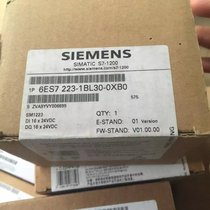 SIEMENS
SIMATIC S7-1200
1P 6ES7 223-1BL30-0XB0
SM1223
QTY: 1
DI 16 x 24VDC
E-STAND: 01 Version
DQ 16 x 24VDC
FW-STAND: V01.00.00